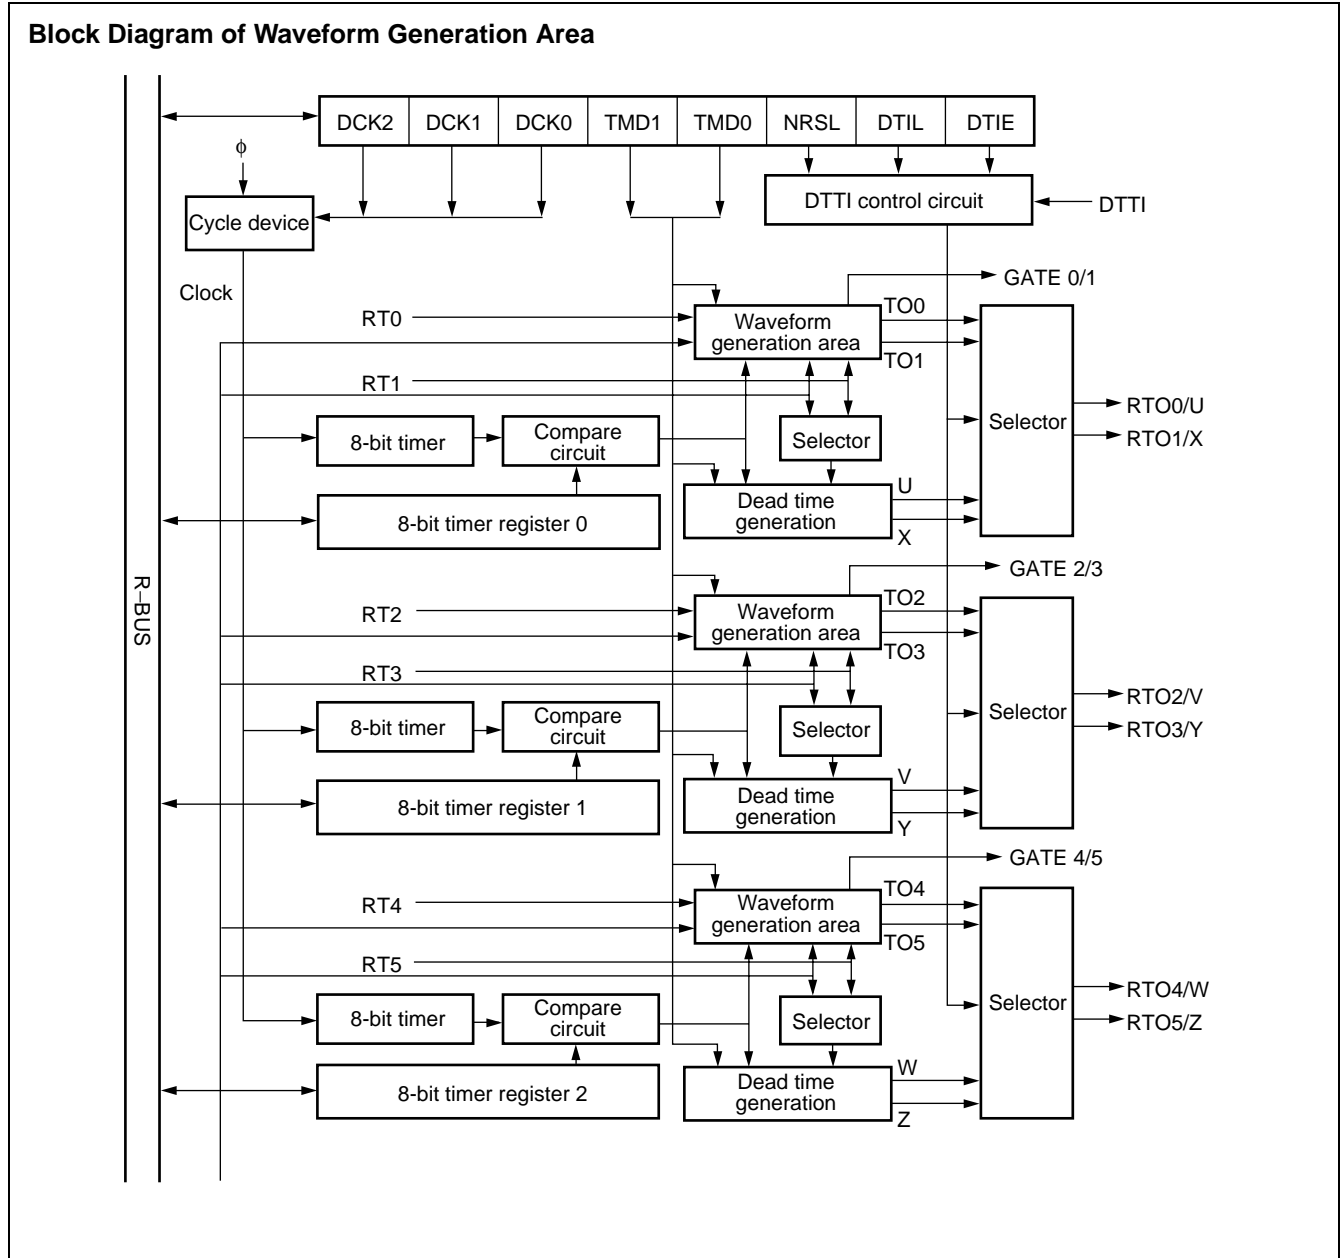 Block Diagram of Waveform Generation Area
DCK2 DCK1 DCK0 TMD1 TMD0 NRSL DTIL DTIE
ϕ
Cycle device
DTTI control circuit
DTTI
Clock
GATE 0/1
RT0
Waveform
generation area
TO0
TO1
RT1
8-bit timer
Compare
circuit
Selector
Selector
RTO0/U
RTO1/X
8-bit timer register 0
Dead time
generation
U
X
R–BUS
GATE 2/3
RT2
Waveform
generation area
TO2
TO3
RT3
8-bit timer
Compare
circuit
Selector
Selector
RTO2/V
RTO3/Y
8-bit timer register 1
Dead time
generation
V
Y
GATE 4/5
RT4
Waveform
generation area
TO4
TO5
RT5
8-bit timer
Compare
circuit
Selector
Selector
RTO4/W
RTO5/Z
8-bit timer register 2
Dead time
generation
W
Z